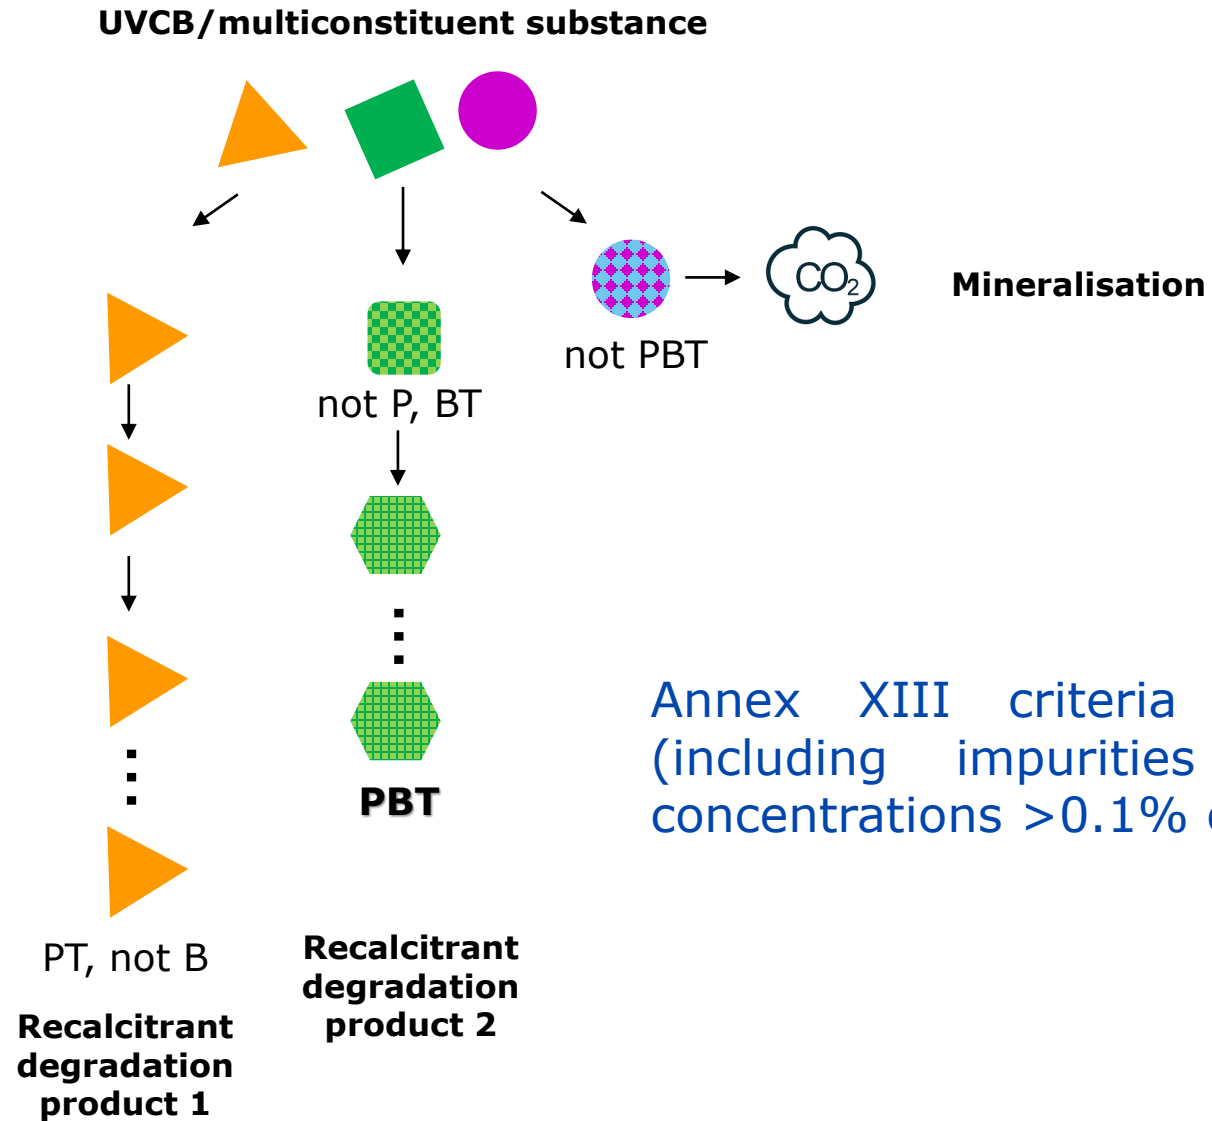 UVCB/multiconstituent substance
CO₂
Mineralisation
not PBT
not P, BT
Annex XIII criteria
(including impurities
concentrations >0.1%
PBT
PT, not B
Recalcitrant
degradation
product 2
Recalcitrant
degradation
product 1